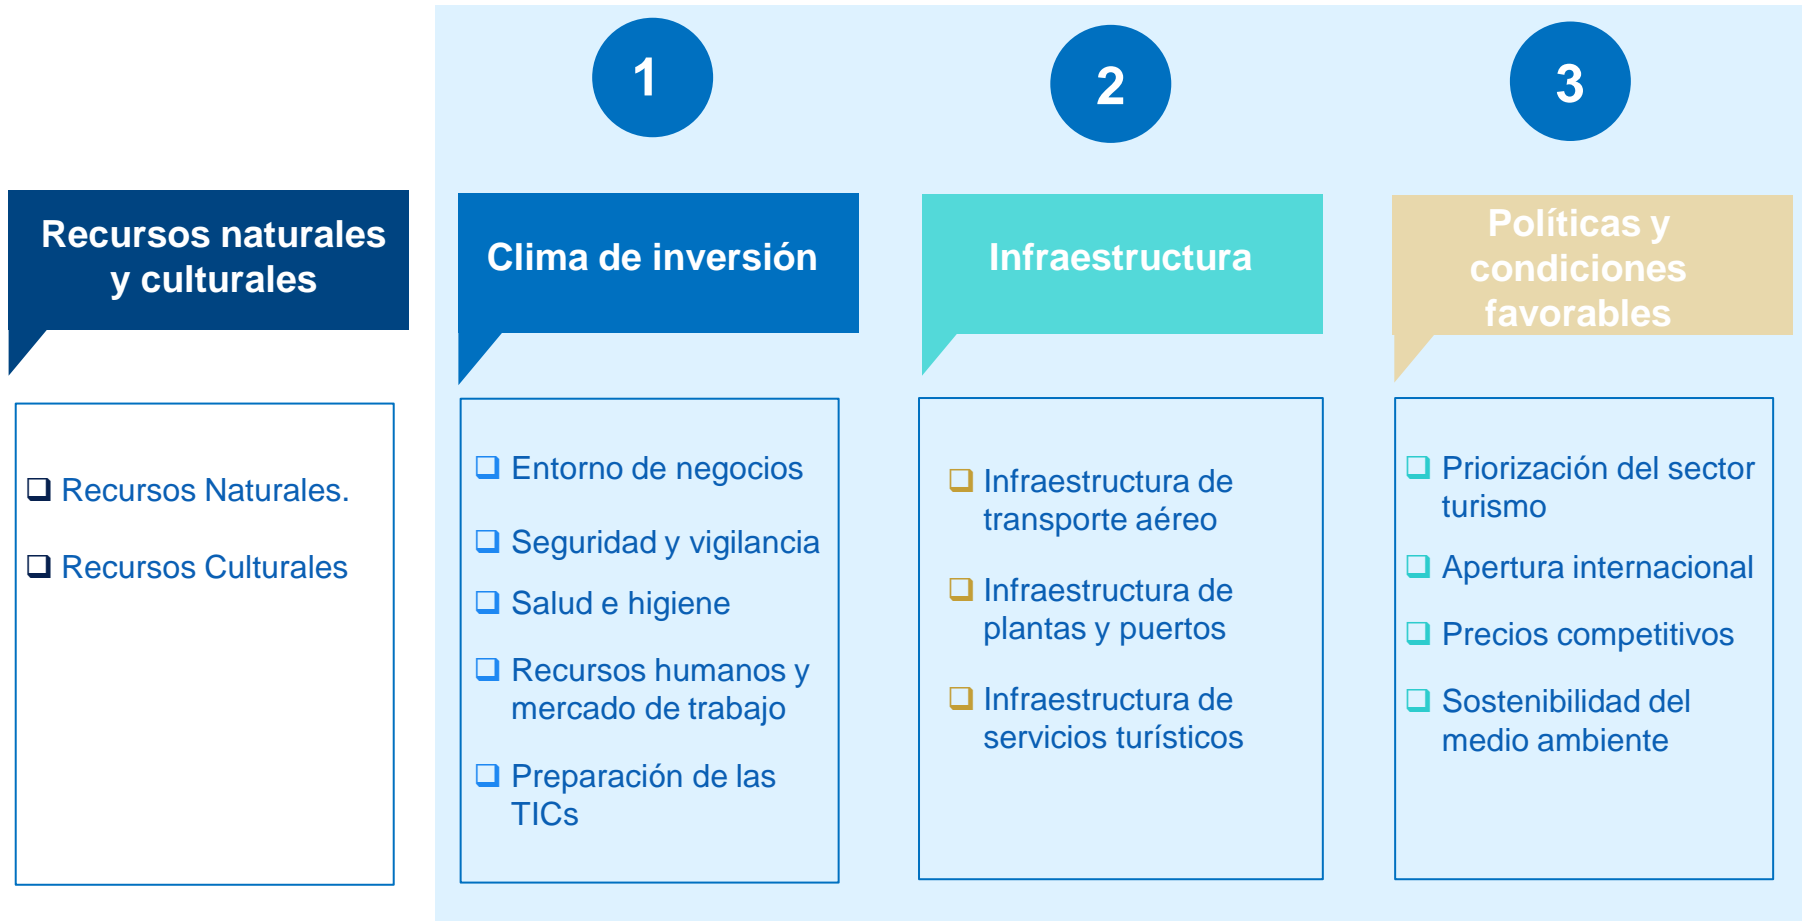 1
2
3
Recursos naturales
y culturales
Clima de inversión
Infraestructura
Políticas y
condiciones
favorables
Recursos Naturales.
Recursos Culturales
Entorno de negocios
Seguridad y vigilancia
Salud e higiene
Recursos humanos y
mercado de trabajo
Preparación de las
TICs
Infraestructura de
transporte aéreo
Infraestructura de
plantas y puertos
Infraestructura de
servicios turísticos
Priorización del sector
turismo
Apertura internacional
Precios competitivos
Sostenibilidad del
medio ambiente